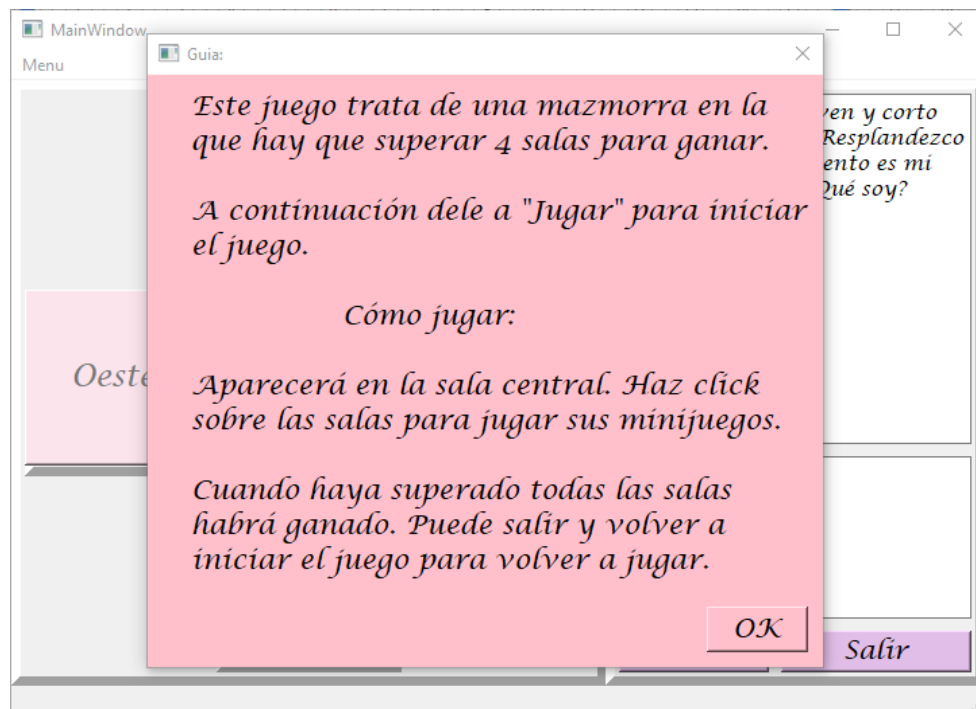 MainWindow
Menu
Guia:
Este juego trata de una mazmorra en la
que hay que superar 4 salas para ganar.
A continuación dele a "Jugar" para iniciar
el juego.
Cómo jugar:
Aparecerá en la sala central. Haz click
sobre las salas para jugar sus minijuegos.
Cuando haya superado todas las salas
habrá ganado. Puede salir y volver a
iniciar el juego para volver a jugar.
OK
Oeste
y corto
Resplandezco
es mi
soy?
Salir